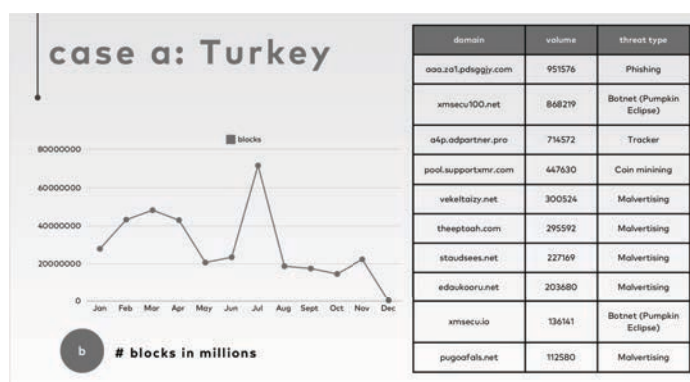 case a: Turkey
blocks
80000000
60000000
40000000
20000000
0
Jan Feb Mar Apr May Jun Jul Aug Sept Oct Nov Dec
b # blocks in millions
domain volume threat type
aaa.za1.pdsggjy.com 951576 Phishing
xmsecu100.net 868219 Botnet (Pumpkin
Eclipse)
a4p.adpartner.pro 714572 Tracker
pool.supportxmr.com 447630 Coin minining
vekeltaizy.net 300524 Malvertising
theeptoah.com 295592 Malvertising
staudsees.net 227169 Malvertising
edaukooru.net 203680 Malvertising
xmsecu.io 136141 Botnet (Pumpkin
Eclipse)
pugoafals.net 112580 Malvertising